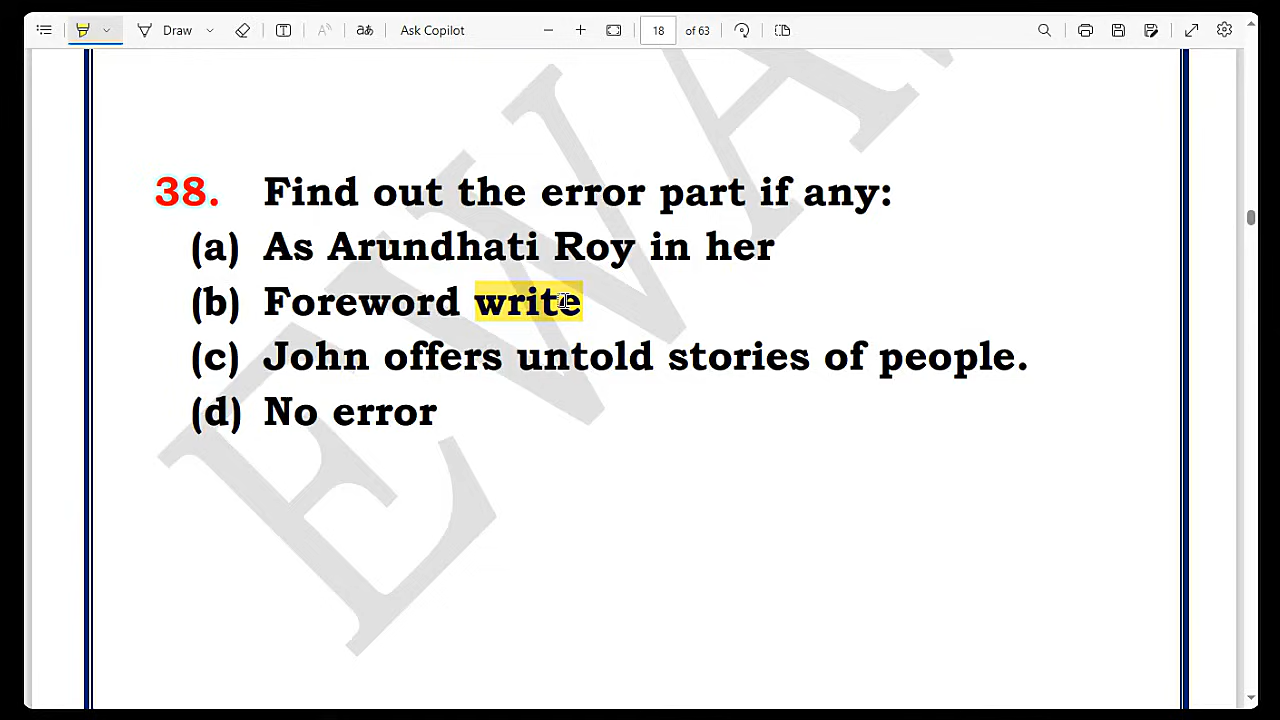 Draw
Ask Copilot
18 of 63
EWA
38. Find out the error part if any:
(a) As Arundhati Roy in her
(b) Foreword write
(c) John offers untold stories of people.
(d) No error